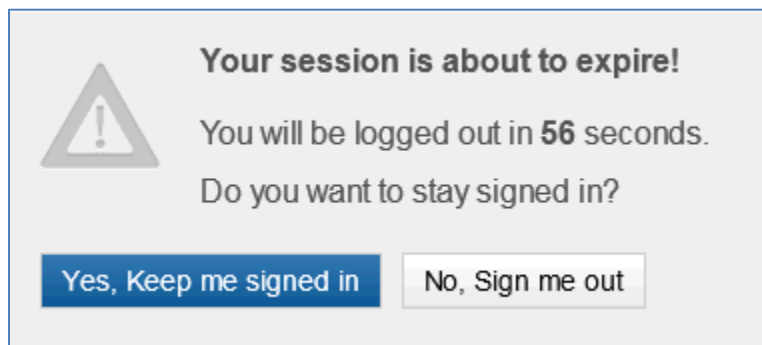 Your session is about to expire!
You will be logged out in 56 seconds.
Do you want to stay signed in?
Yes, Keep me signed in
No, Sign me out